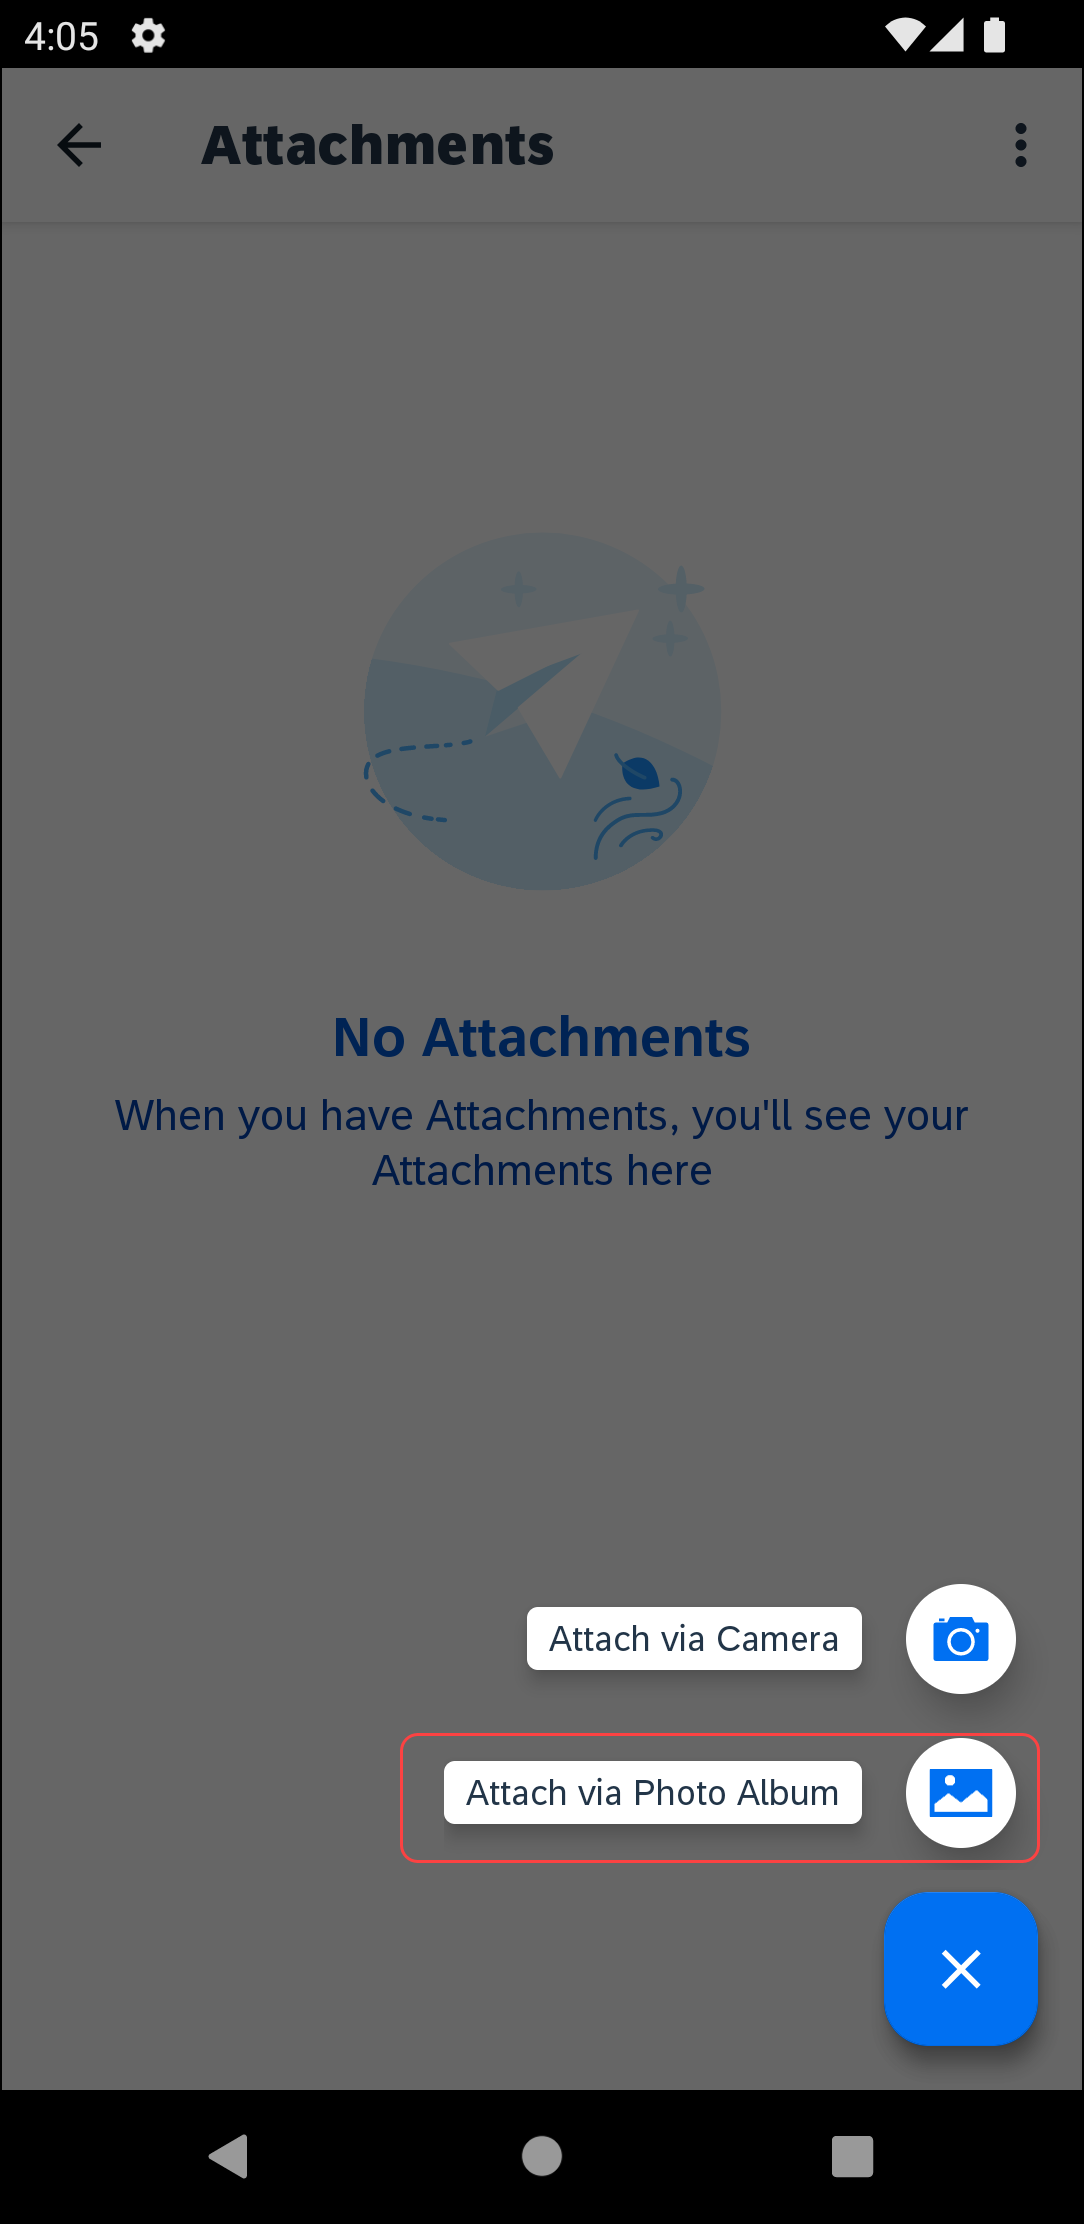 4:05
Attachments
No Attachments
When you have Attachments, you'll see your
Attachments here
Attach via Camera
Attach via Photo Album